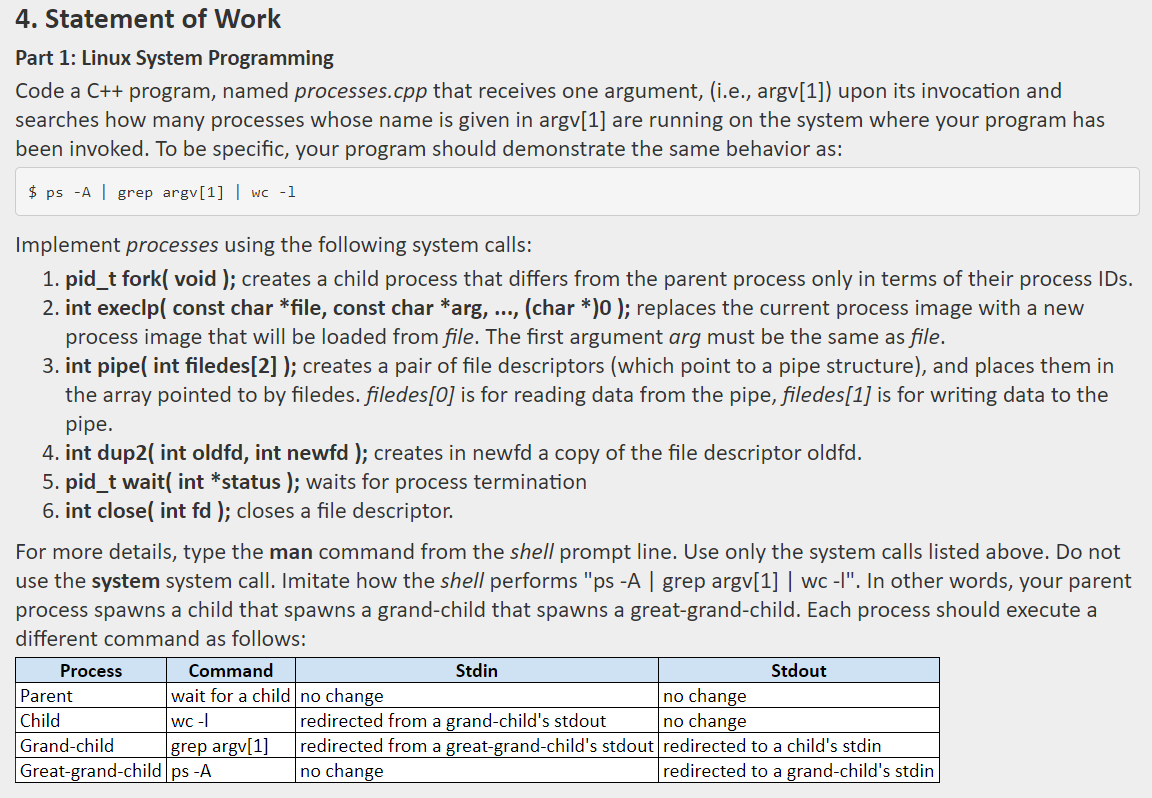 4. Statement of Work
Part 1: Linux System Programming
Code a C++ program, named processes.cpp that receives one argument, (i.e., argv[1]) upon its invocation and
searches how many processes whose name is given in argv[1] are running on the system where your program has
been invoked. To be specific, your program should demonstrate the same behavior as:
$ ps -A | grep argv[1] | wc -l
Implement processes using the following system calls:
1. pid_t fork( void ); creates a child process that differs from the parent process only in terms of their process IDs.
2. int execlp( const char *file, const char *arg, ..., (char *)0 ); replaces the current process image with a new
process image that will be loaded from file. The first argument arg must be the same as file.
3. int pipe( int filedes[2] ); creates a pair of file descriptors (which point to a pipe structure), and places them in
the array pointed to by filedes. filedes[0] is for reading data from the pipe, filedes[1] is for writing data to the
pipe.
4. int dup2( int oldfd, int newfd ); creates in newfd a copy of the file descriptor oldfd.
5. pid_t wait( int *status ); waits for process termination
6. int close( int fd ); closes a file descriptor.
For more details, type the man command from the shell prompt line. Use only the system calls listed above. Do not
use the system system call. Imitate how the shell performs "ps -A | grep argv[1] | wc -l". In other words, your parent
process spawns a child that spawns a grand-child that spawns a great-grand-child. Each process should execute a
different command as follows:
Process Command Stdin Stdout
Parent wait for a child no change no change
Child wc -l redirected from a grand-child's stdout no change
Grand-child grep argv[1] redirected from a great-grand-child's stdout redirected to a child's stdin
Great-grand-child ps -A no change redirected to a grand-child's stdin